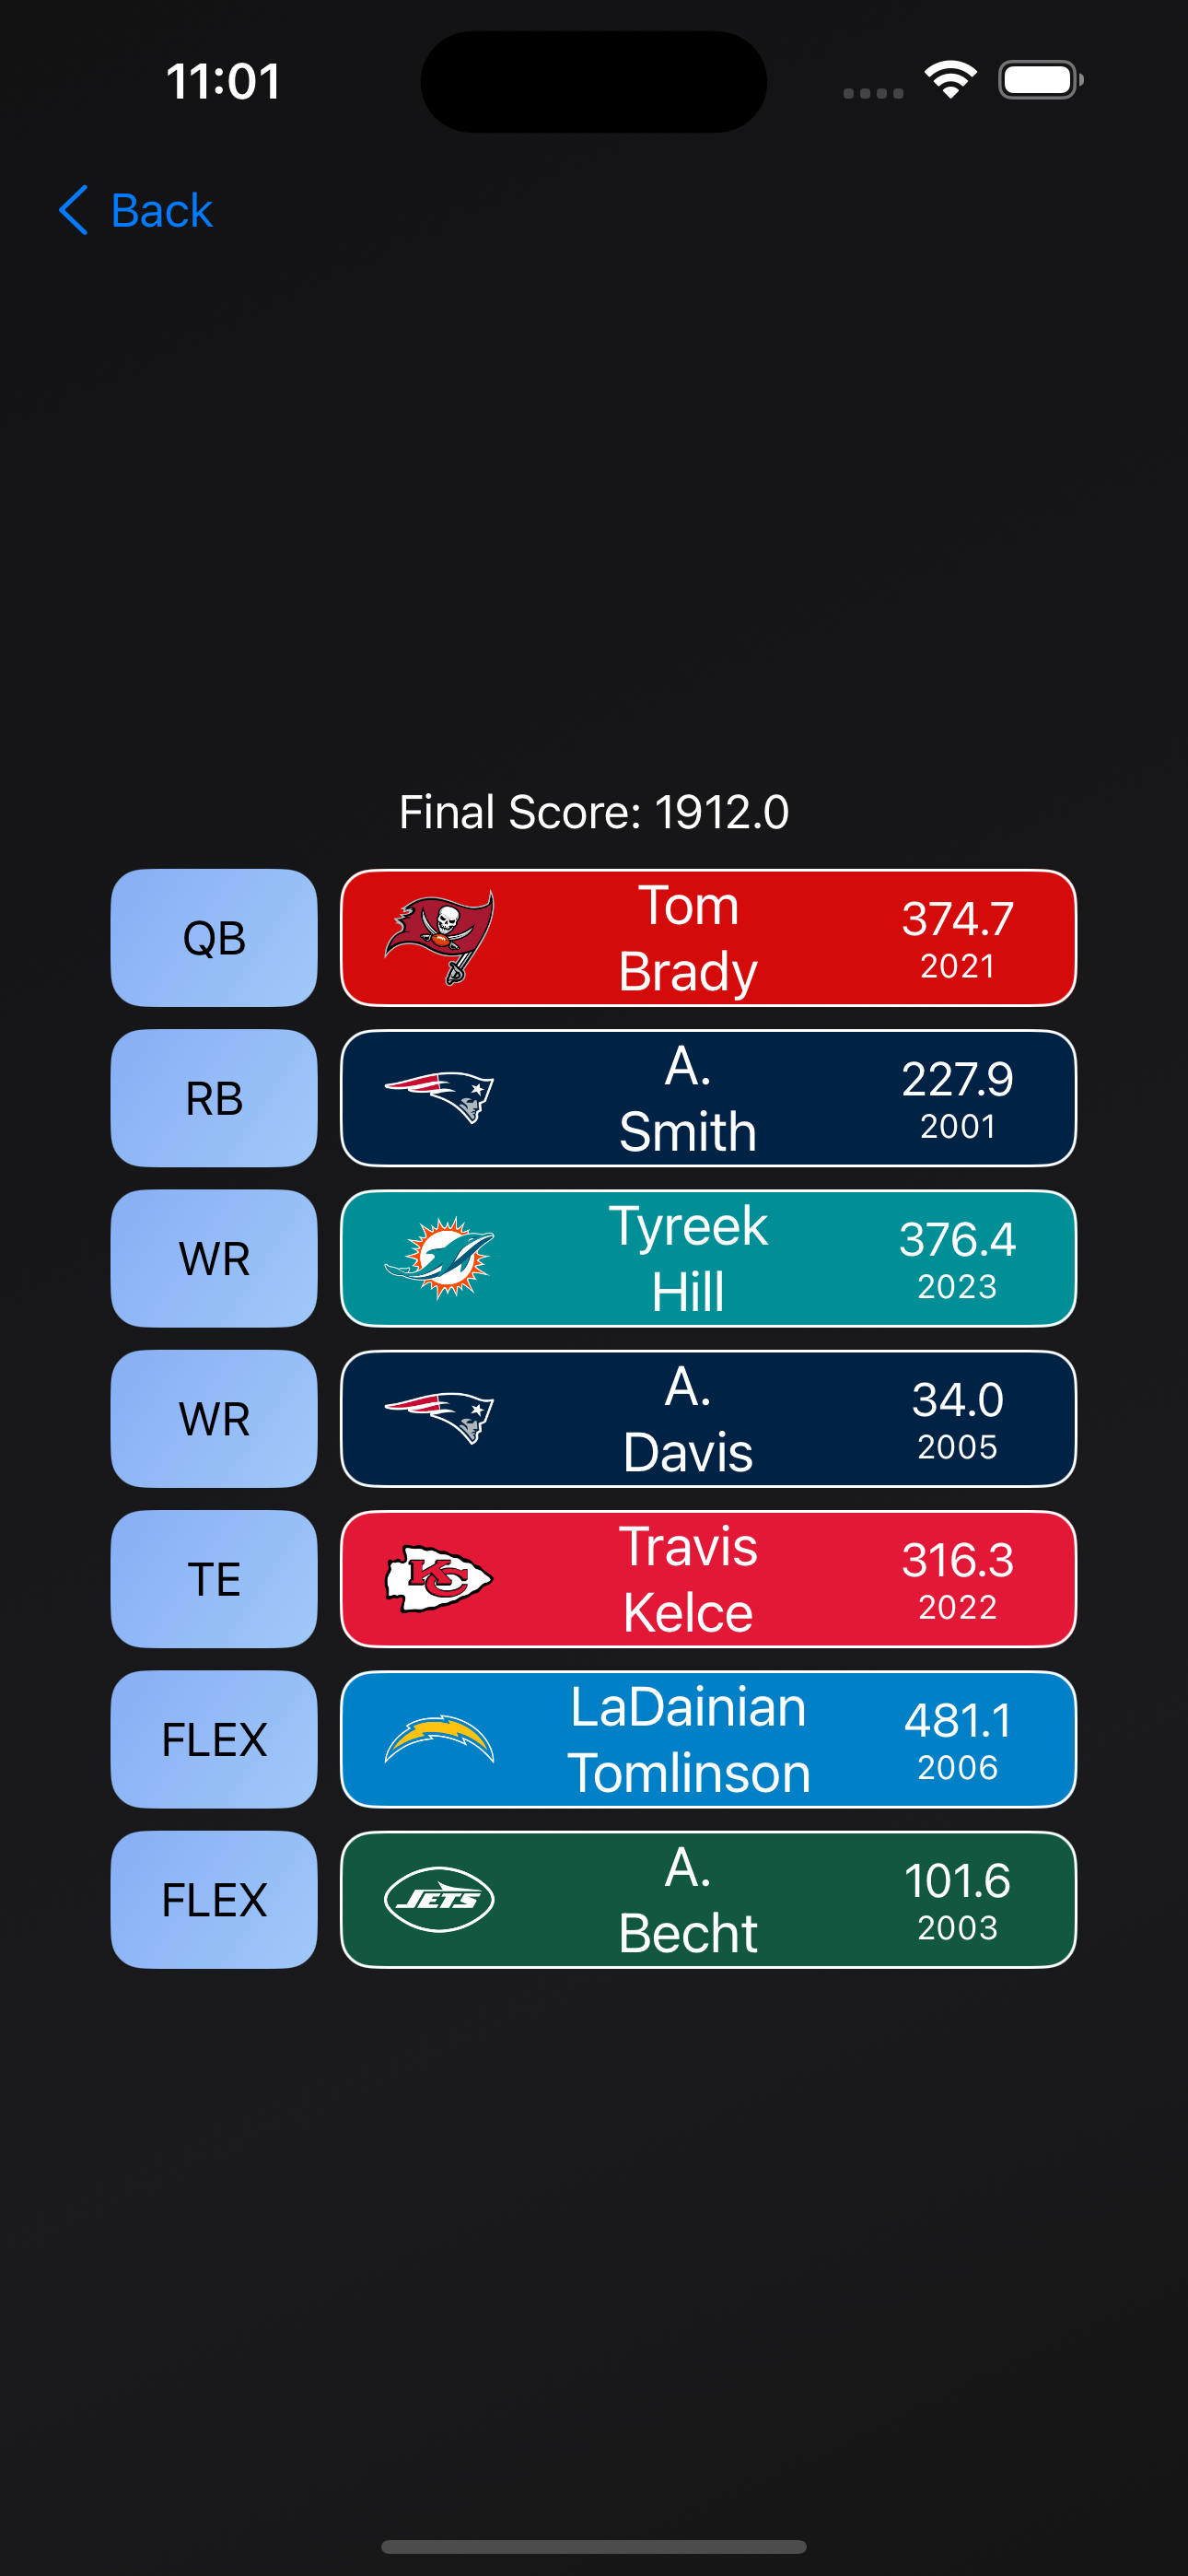 11:01
Back
Final Score: 1912.0
QB
Tom
Brady
374.7
2021
RB
A.
Smith
227.9
2001
WR
Tyreek
Hill
376.4
2023
WR
A.
Davis
34.0
2005
TE
KC
Travis
Kelce
316.3
2022
FLEX
LaDainian
Tomlinson
481.1
2006
FLEX
JETS
A.
Becht
101.6
2003